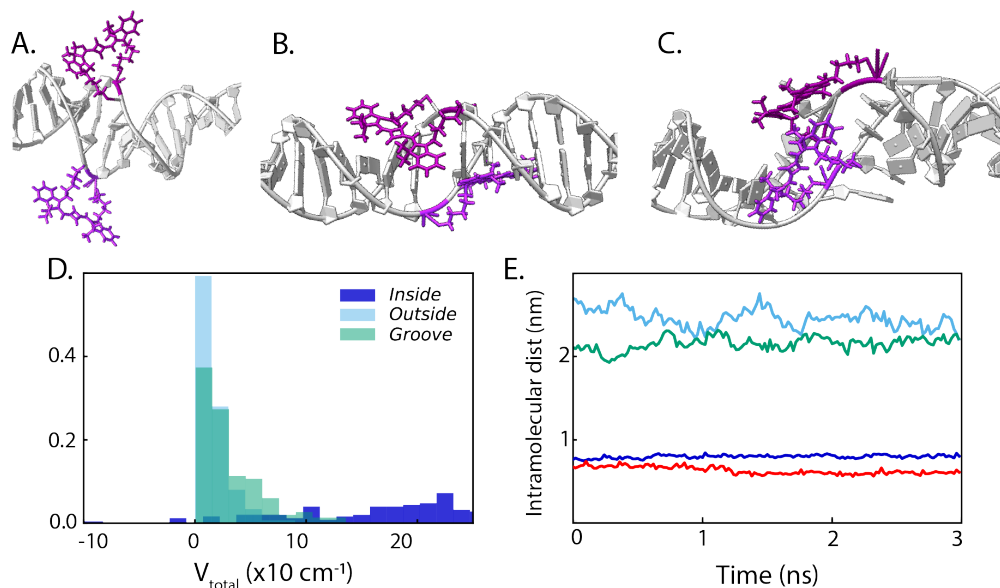 A.
B.
C.
D.
Inside
Outside
Groove
0.4
0.2
0.0
-10
0
10
20
V_total (x10 cm⁻¹)
E.
Intramolecular dist (nm)
2
1
0
1
2
3
Time (ns)